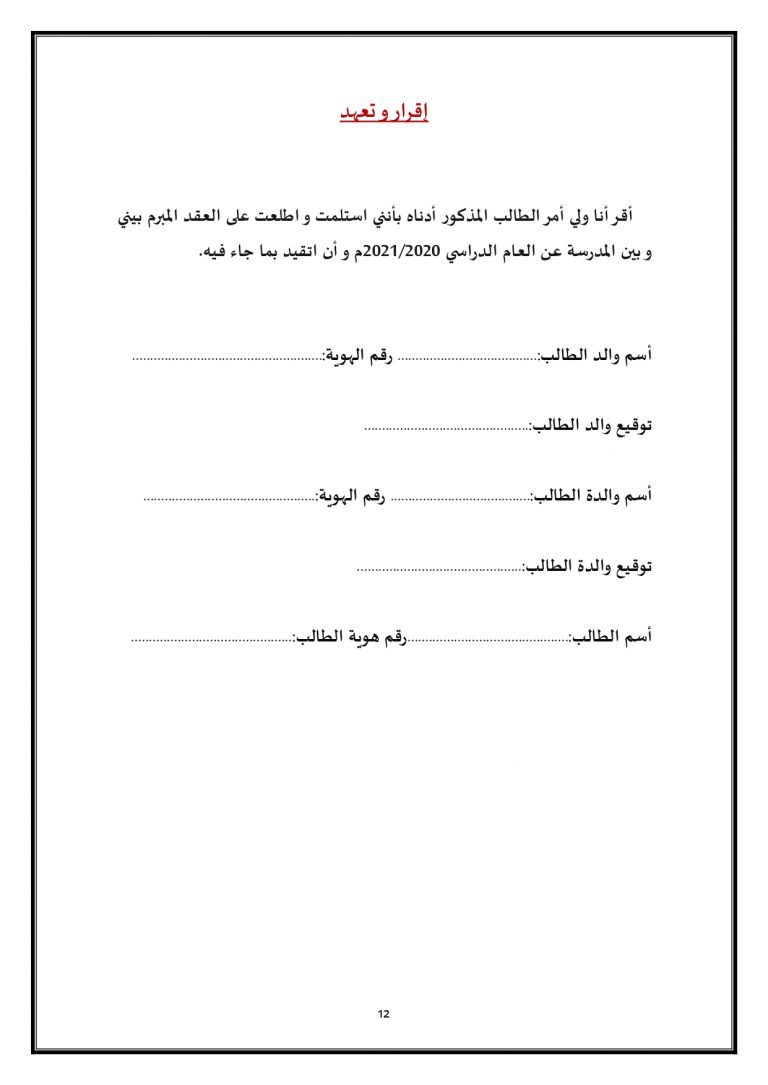 إقرار و تعهد
أقر أنا ولي أمر الطالب المذكور أدناه بأنني استلمت و اطلعت على العقد المبرم بيني
و بين المدرسة عن العام الدراسي 2021/2020م و أن اتقيد بما جاء فيه.
أسم والد الطالب:....................................... رقم الهوية:.....................................................
توقيع والد الطالب:..............................................
أسم والدة الطالب:....................................... رقم الهوية:................................................
توقيع والدة الطالب:..............................................
أسم الطالب:.............................................رقم هوية الطالب:.............................................
12